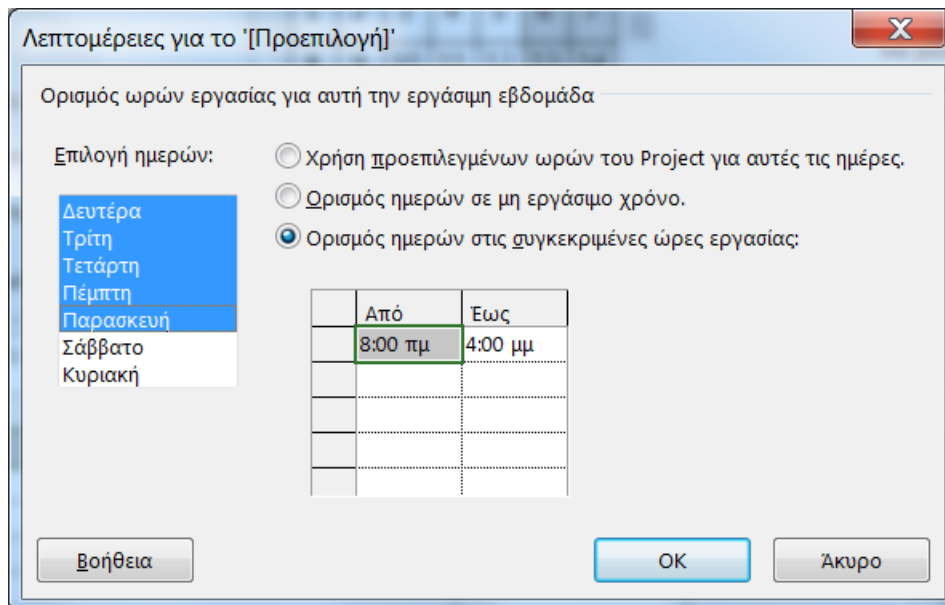 Λεπτομέρειες για το '[Προεπιλογή]'
X
Ορισμός ωρών εργασίας για αυτή την εργάσιμη εβδομάδα
Επιλογή ημερών:
Δευτέρα
Τρίτη
Τετάρτη
Πέμπτη
Παρασκευή
Σάββατο
Κυριακή
Χρήση προεπιλεγμένων ωρών του Project για αυτές τις ημέρες.
Ορισμός ημερών σε μη εργάσιμο χρόνο.
Ορισμός ημερών στις συγκεκριμένες ώρες εργασίας:
Από Έως
8:00 πμ 4:00 μμ
Βοήθεια OK Άκυρο